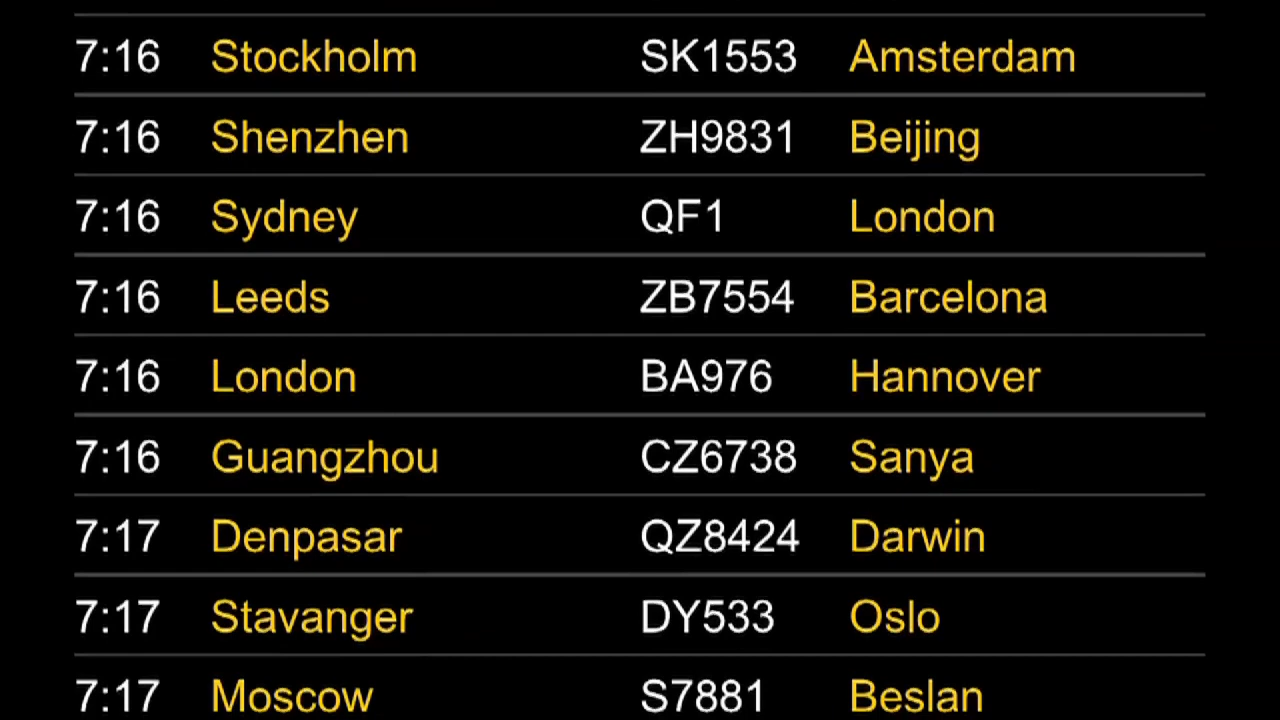 7:16 Stockholm SK1553 Amsterdam
7:16 Shenzhen ZH9831 Beijing
7:16 Sydney QF1 London
7:16 Leeds ZB7554 Barcelona
7:16 London BA976 Hannover
7:16 Guangzhou CZ6738 Sanya
7:17 Denpasar QZ8424 Darwin
7:17 Stavanger DY533 Oslo
7:17 Moscow S7881 Beslan